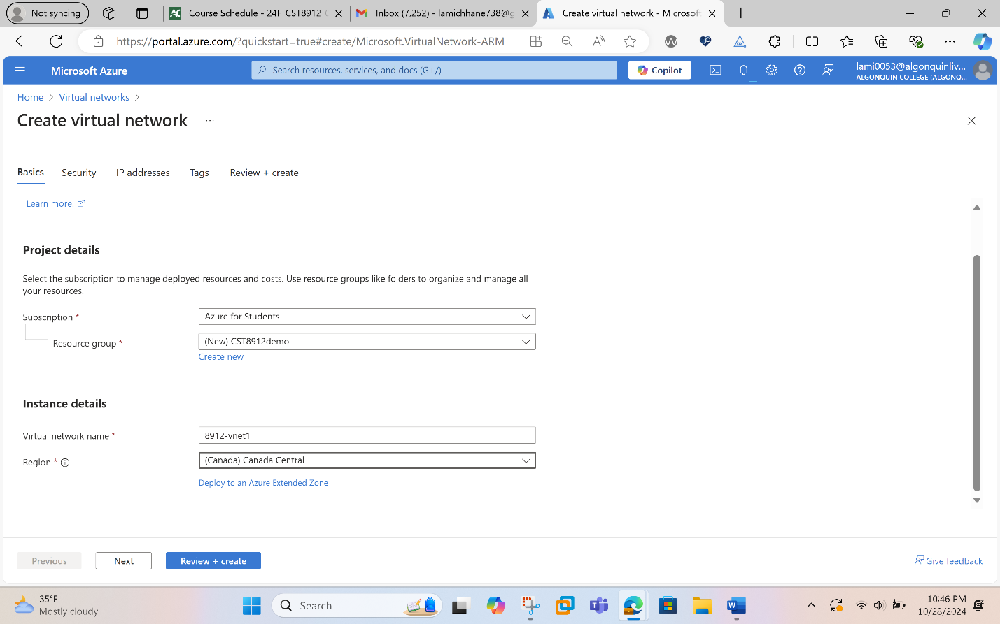 Not syncing
Course Schedule - 24F_CST8912_
Inbox (7,252) - lamichhane738@g
Create virtual network - Microsoft
https://portal.azure.com/?quickstart=true#create/Microsoft.VirtualNetwork-ARM
Microsoft Azure
Search resources, services, and docs (G+/)
Copilot
lami0053@algonquinliv...
ALGONQUIN COLLEGE (ALGONQ...
Home > Virtual networks >
Create virtual network ...
Basics Security IP addresses Tags Review + create
Learn more.
Project details
Select the subscription to manage deployed resources and costs. Use resource groups like folders to organize and manage all
your resources.
Subscription * Azure for Students
Resource group * (New) CST8912demo
Create new
Instance details
Virtual network name * 8912-vnet1
Region * (Canada) Canada Central
Deploy to an Azure Extended Zone
Previous Next Review + create Give feedback
35°F
Mostly cloudy
Search
10:46 PM
10/28/2024